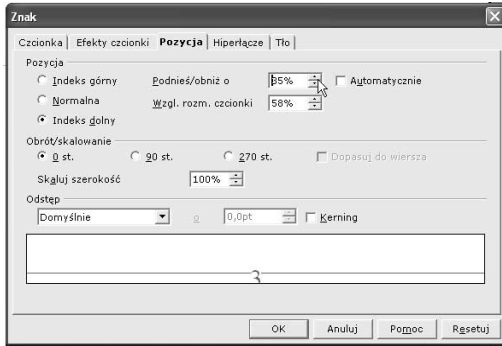 Znak
Czcionka Efekty czcionki Pozycja Hiperłącze Tło
Pozycja
Indeks górny Podnieś/obniż o 35% Automatycznie
Normalna Wzgl. rozm. czcionki 58%
Indeks dolny
Obrót/skalowanie
0 st. 90 st. 270 st. Dopasuj do wiersza
Skaluj szerokość 100%
Odstęp
Domyślnie o 0,0pt Kerning
3
OK Anuluj Pomoc Resetuj